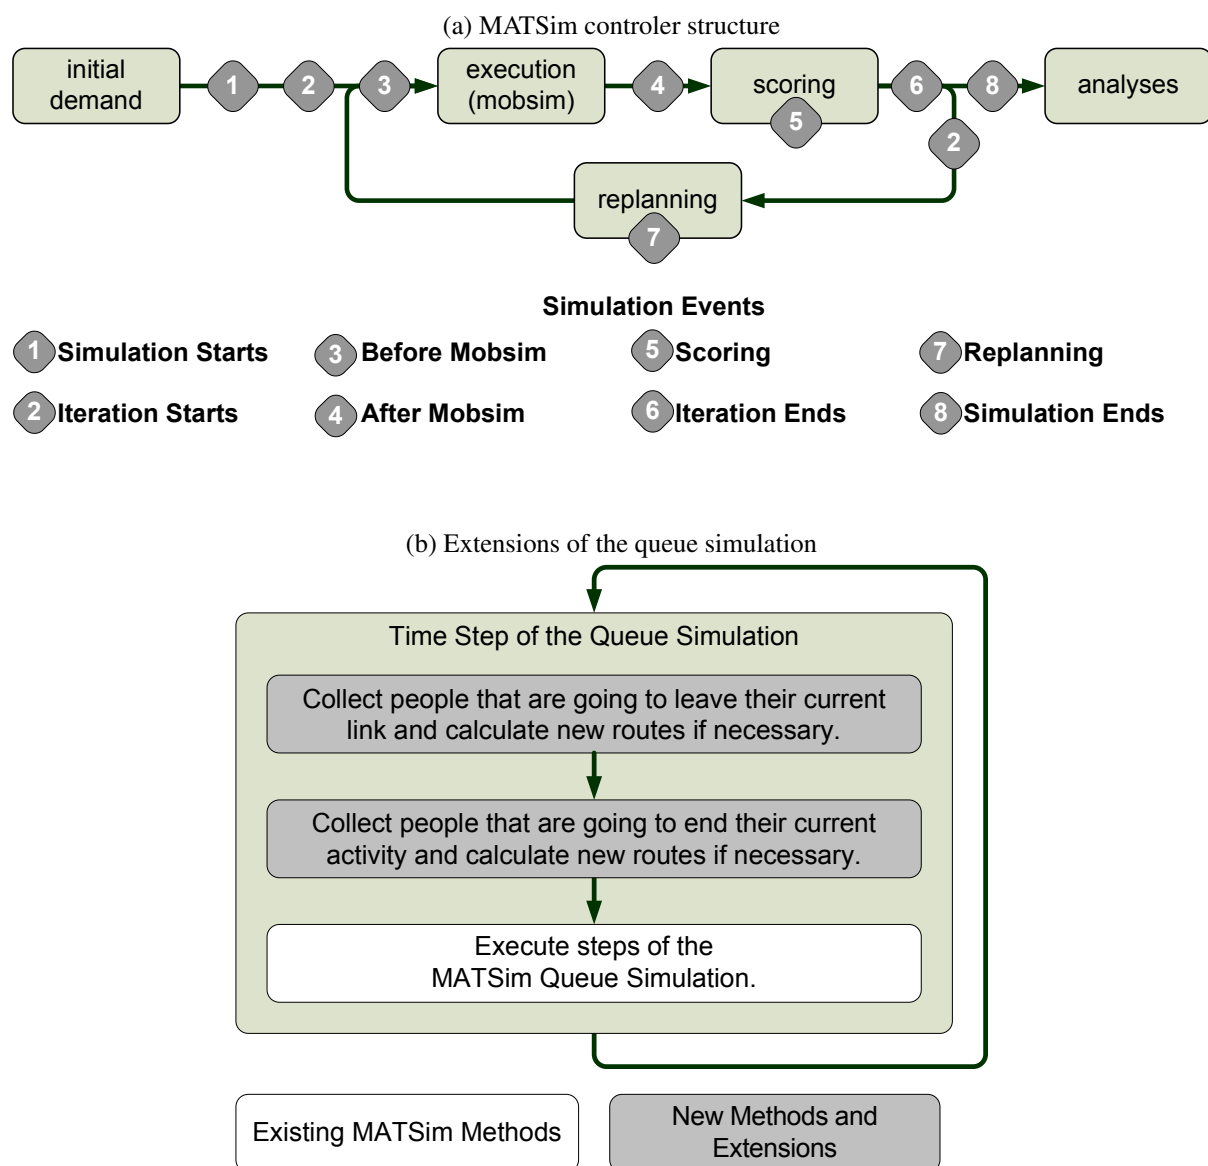 (a) MATSim controler structure
initial
demand
1
2
3
execution
(mobsim)
4
scoring
5
6
8
analyses
2
replanning
7
Simulation Events
1 Simulation Starts
3 Before Mobsim
5 Scoring
7 Replanning
2 Iteration Starts
4 After Mobsim
6 Iteration Ends
8 Simulation Ends
(b) Extensions of the queue simulation
Time Step of the Queue Simulation
Collect people that are going to leave their current
link and calculate new routes if necessary.
Collect people that are going to end their current
activity and calculate new routes if necessary.
Execute steps of the
MATSim Queue Simulation.
Existing MATSim Methods
New Methods and
Extensions